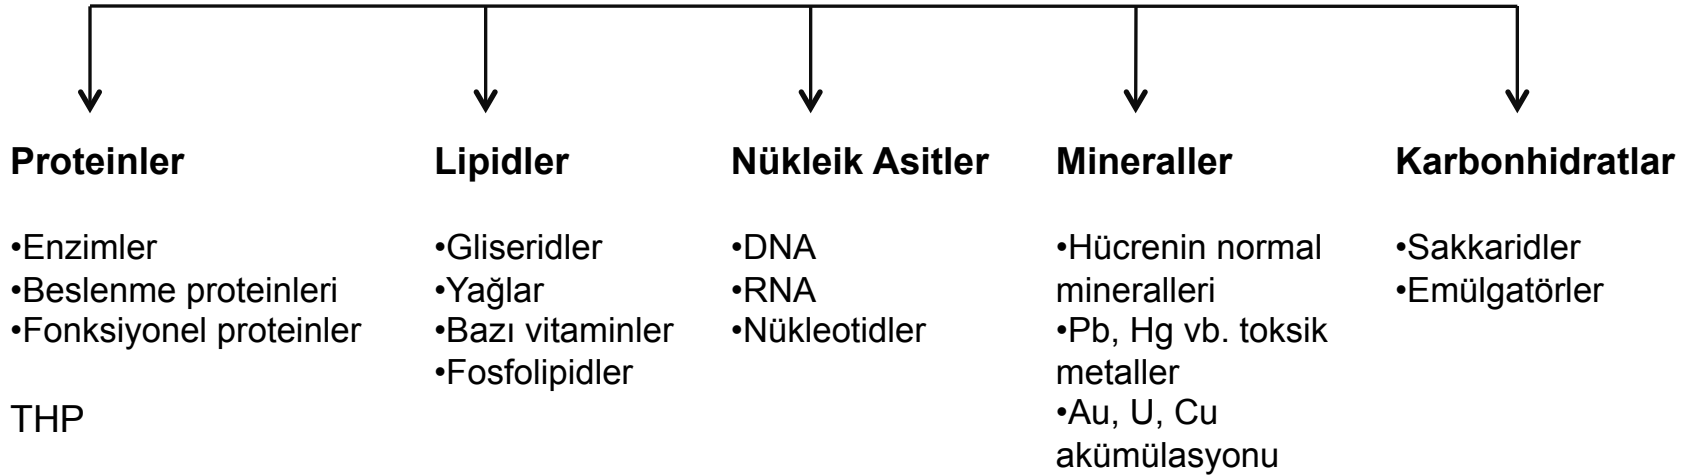 Proteinler
•Enzimler
•Beslenme proteinleri
•Fonksiyonel proteinler
THP
Lipidler
•Gliseridler
•Yağlar
•Bazı vitaminler
•Fosfolipidler
Nükleik Asitler
•DNA
•RNA
•Nükleotidler
Mineraller
•Hücrenin normal
mineralleri
•Pb, Hg vb. toksik
metaller
•Au, U, Cu
akümülasyonu
Karbonhidratlar
•Sakkaridler
•Emülgatörler